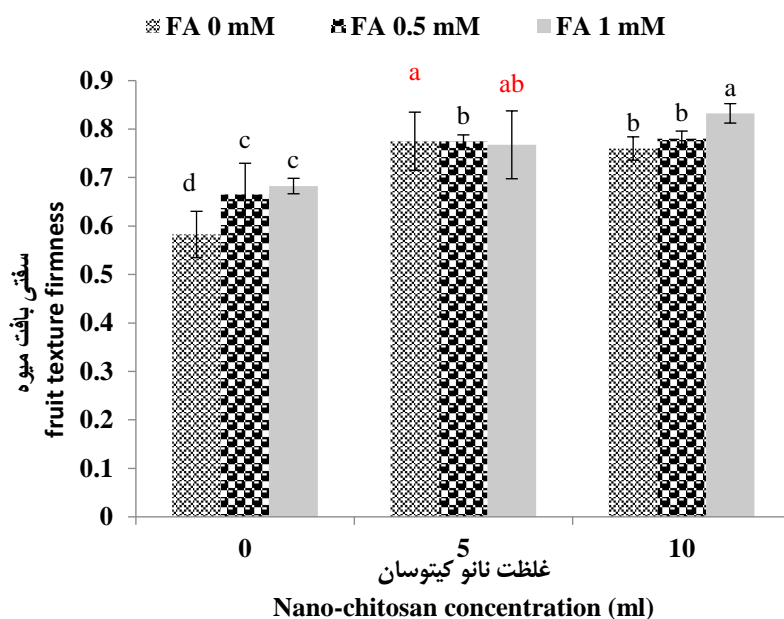 FA 0 mM FA 0.5 mM FA 1 mM
0.9
0.8
0.7
0.6
0.5
0.4
0.3
0.2
0.1
0
سفتی بافت میوه
fruit texture firmness
d c c
a b ab
b b a
0 5 10
غلظت نانو کیتوسان
Nano-chitosan concentration (ml)